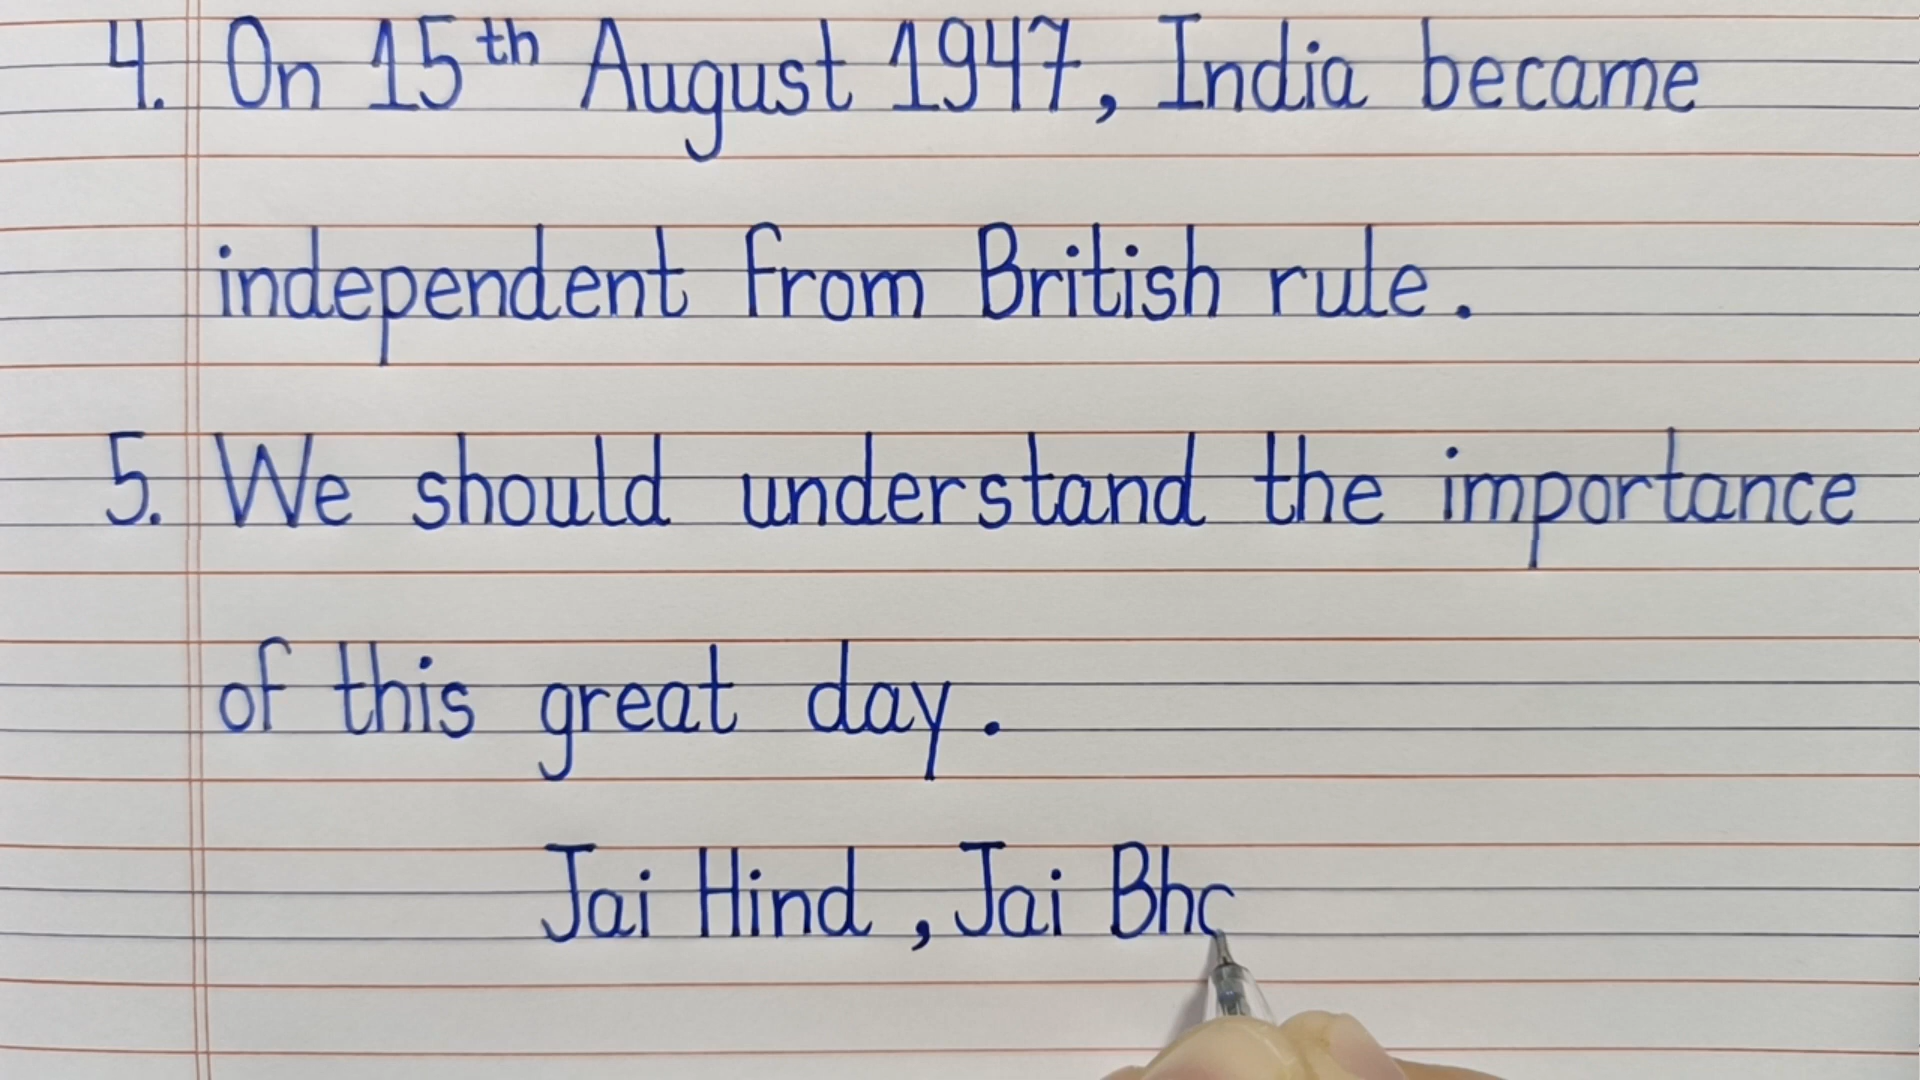 4. On 15th August 1947, India became
independent from British rule.
5. We should understand the importance
of this great day.
Jai Hind, Jai Bhc